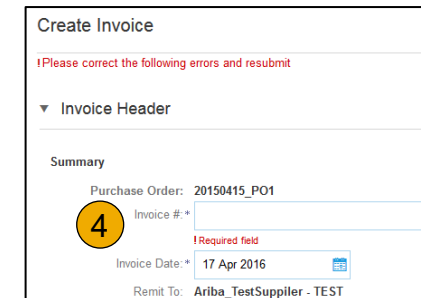 Create Invoice
!Please correct the following errors and resubmit
▼ Invoice Header
Summary
Purchase Order: 20150415_PO1
4
Invoice #:*
! Required field
Invoice Date:* 17 Apr 2016
Remit To: Ariba_TestSuppiler - TEST